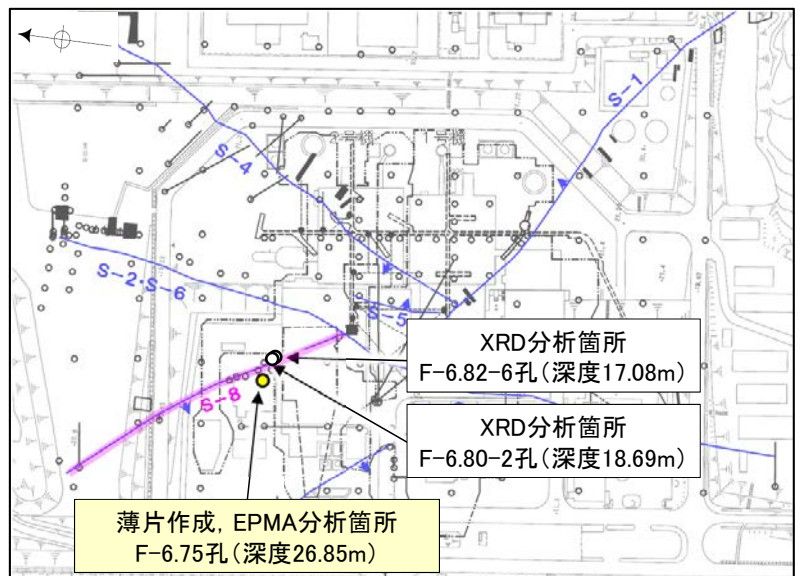 S-1
S-4
S-2・S-6
S-5
S-8
XRD分析箇所
F-6.82-6孔(深度17.08m)
XRD分析箇所
F-6.80-2孔(深度18.69m)
薄片作成, EPMA分析箇所
F-6.75孔(深度26.85m)